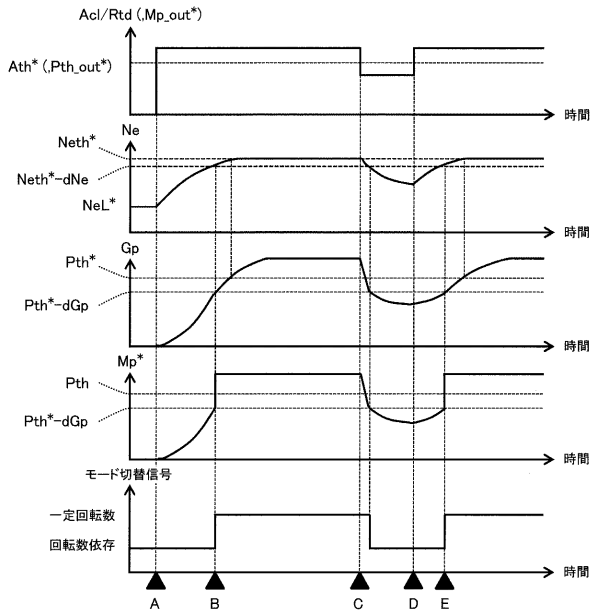 Acl/Rtd (,Mp_out*)
Ath* (,Pth_out*)
時間
Ne
Neth*
Neth*-dNe
NeL*
時間
Gp
Pth*
Pth*-dGp
時間
Mp*
Pth
Pth*-dGp
時間
モード切替信号
一定回転数
回転数依存
時間
A B C D E